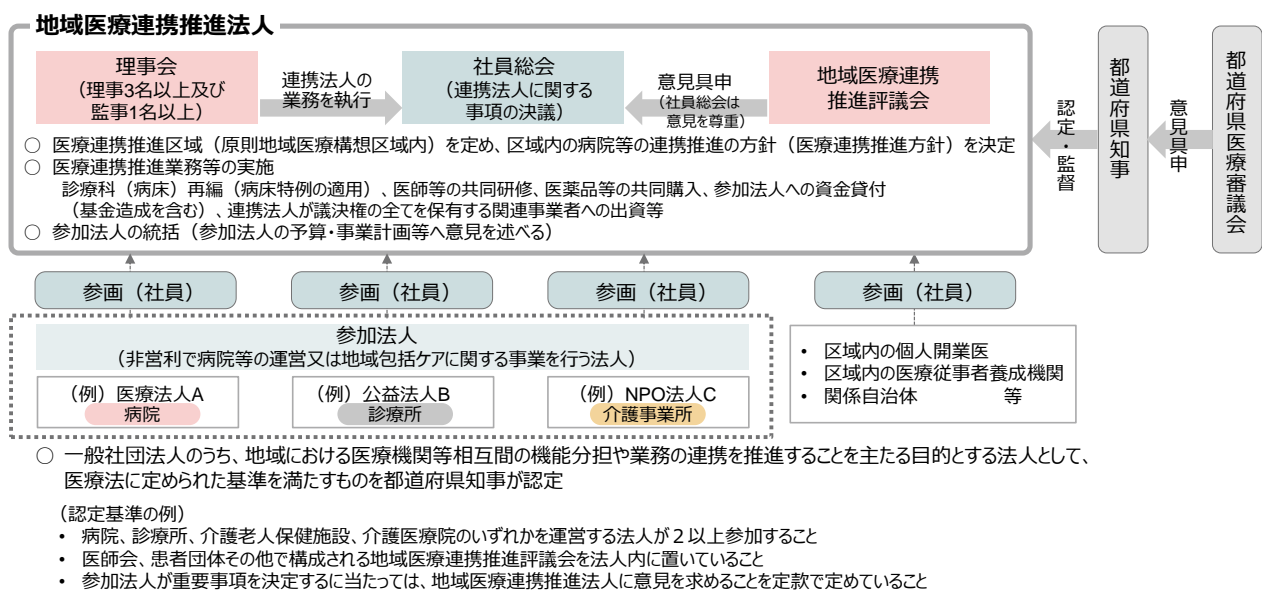 地域医療連携推進法人
理事会
(理事3名以上及び
監事1名以上)
連携法人の
業務を執行
社員総会
(連携法人に関する
事項の決議)
意見具申
(社員総会は
意見を尊重)
地域医療連携
推進評議会
認定・監督
都道府県知事
意見具申
都道府県医療審議会
○ 医療連携推進区域(原則地域医療構想区域内)を定め、区域内の病院等の連携推進の方針(医療連携推進方針)を決定
○ 医療連携推進業務等の実施
診療科(病床)再編(病床特例の適用)、医師等の共同研修、医薬品等の共同購入、参加法人への資金貸付
(基金造成を含む)、連携法人が議決権の全てを保有する関連事業者への出資等
○ 参加法人の統括(参加法人の予算・事業計画等へ意見を述べる)
参画(社員)
参画(社員)
参画(社員)
参画(社員)
参加法人
(非営利で病院等の運営又は地域包括ケアに関する事業を行う法人)
(例)医療法人A
病院
(例)公益法人B
診療所
(例)NPO法人C
介護事業所
• 区域内の個人開業医
• 区域内の医療従事者養成機関
• 関係自治体 等
○ 一般社団法人のうち、地域における医療機関等相互間の機能分担や業務の連携を推進することを主たる目的とする法人として、
医療法に定められた基準を満たすものを都道府県知事が認定
(認定基準の例)
• 病院、診療所、介護老人保健施設、介護医療院のいずれかを運営する法人が2以上参加すること
• 医師会、患者団体その他で構成される地域医療連携推進評議会を法人内に置いていること
• 参加法人が重要事項を決定するに当たっては、地域医療連携推進法人に意見を求めることを定款で定めていること